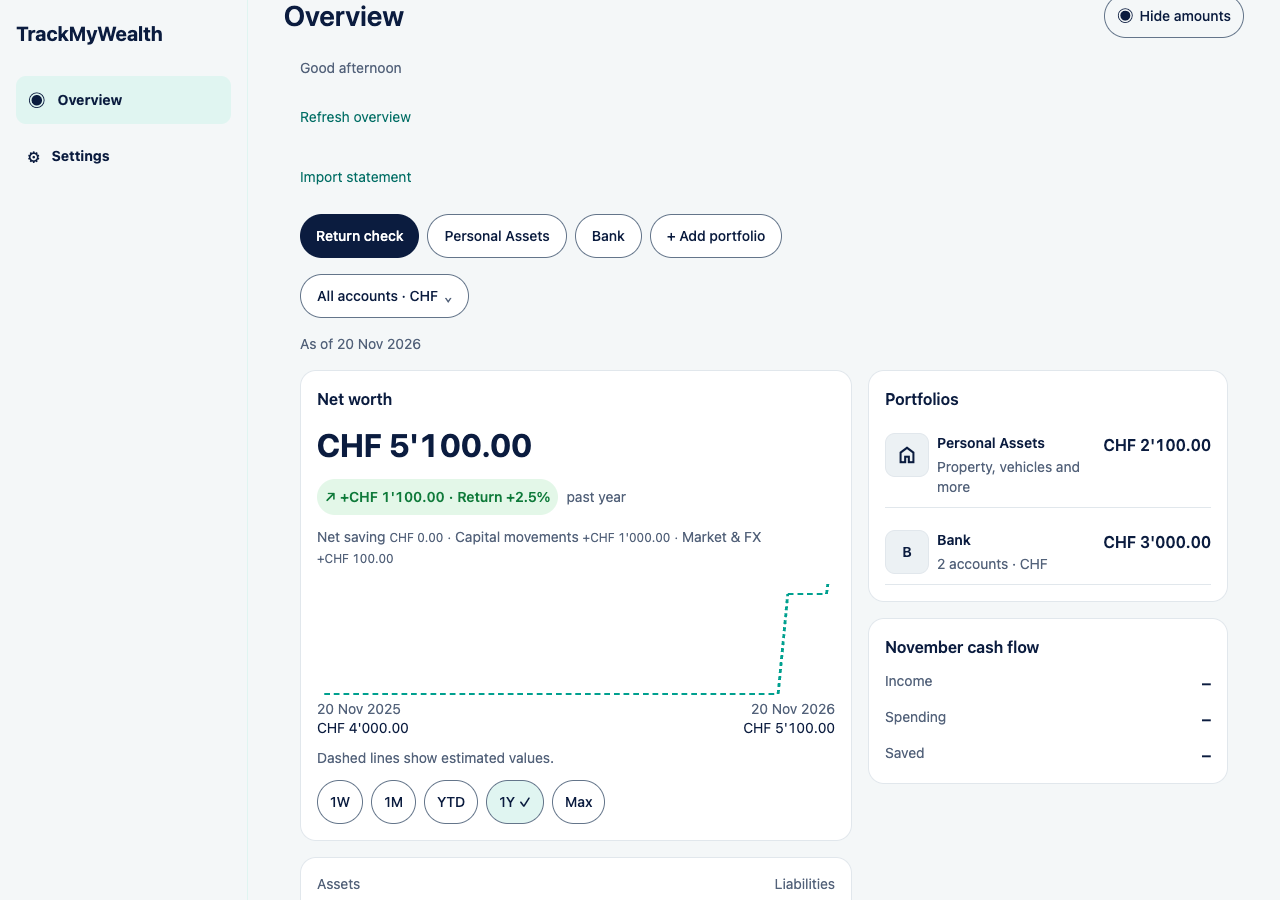 TrackMyWealth
Overview
Settings
Overview
Hide amounts
Good afternoon
Refresh overview
Import statement
Return check
Personal Assets
Bank
+ Add portfolio
All accounts · CHF
As of 20 Nov 2026
Net worth
CHF 5'100.00
↗ +CHF 1'100.00 · Return +2.5% past year
Net saving CHF 0.00 · Capital movements +CHF 1'000.00 · Market & FX
+CHF 100.00
20 Nov 2025
CHF 4'000.00
20 Nov 2026
CHF 5'100.00
Dashed lines show estimated values.
1W
1M
YTD
1Y ✓
Max
Assets
Liabilities
Portfolios
Personal Assets
CHF 2'100.00
Property, vehicles and
more
B
Bank
CHF 3'000.00
2 accounts · CHF
November cash flow
Income –
Spending –
Saved –